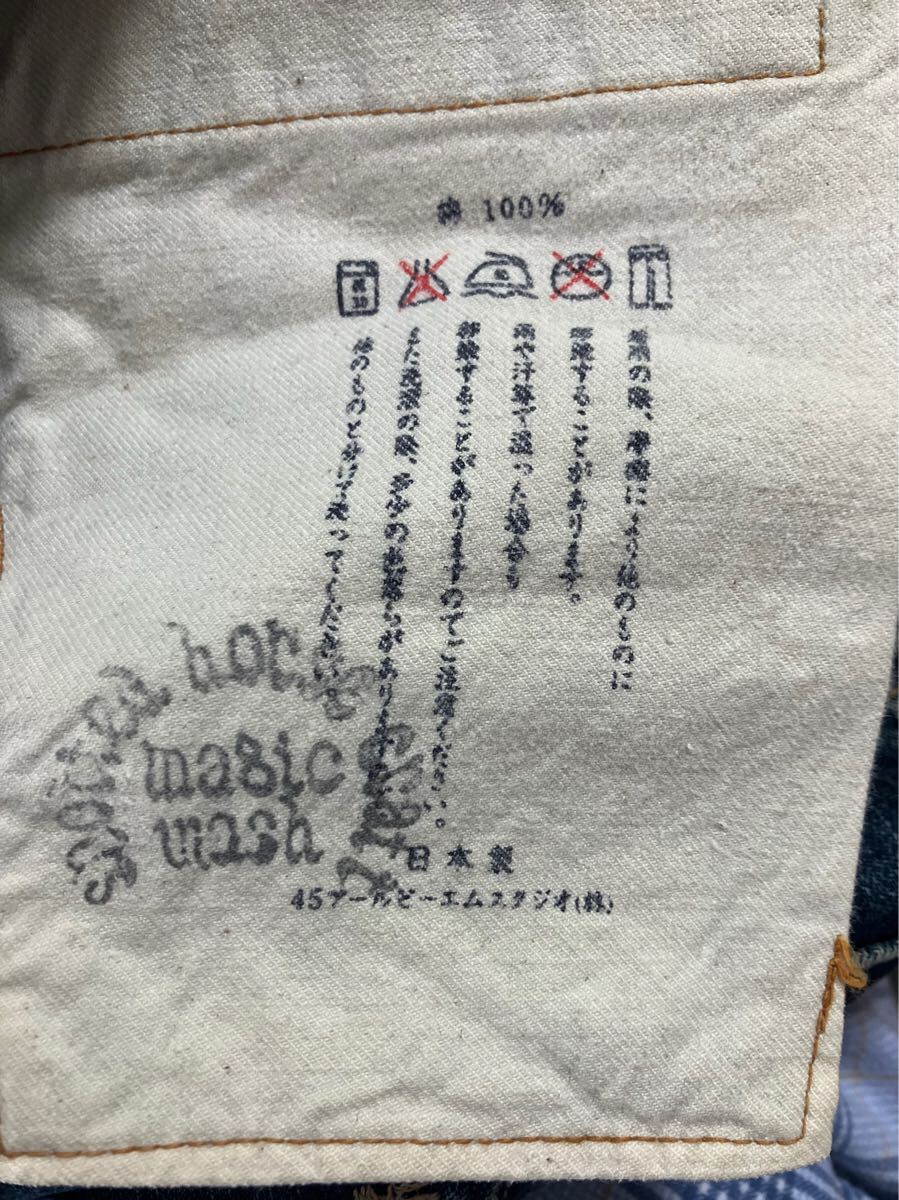 綿 100%
着用の際、摩擦により他のものに
移染することがあります。
雨や汗等で湿った場合も
移染することがありますのでご注意ください。
また洗濯の際、多少の色落ちがありますので
他のものと分けて洗ってください。
spotted horse craft
magic
wash
日本製
45アールピーエムスタジオ(株)